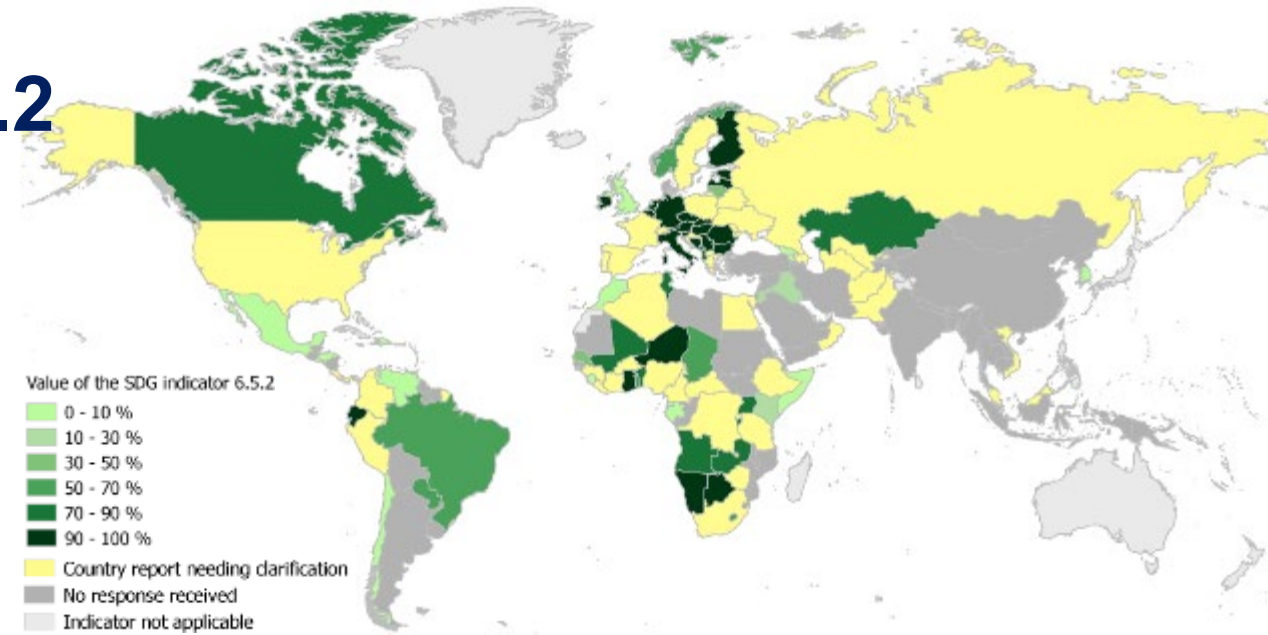 .2
Value of the SDG indicator 6.5.2
0 - 10 %
10 - 30 %
30 - 50 %
50 - 70 %
70 - 90 %
90 - 100 %
Country report needing clarification
No response received
Indicator not applicable